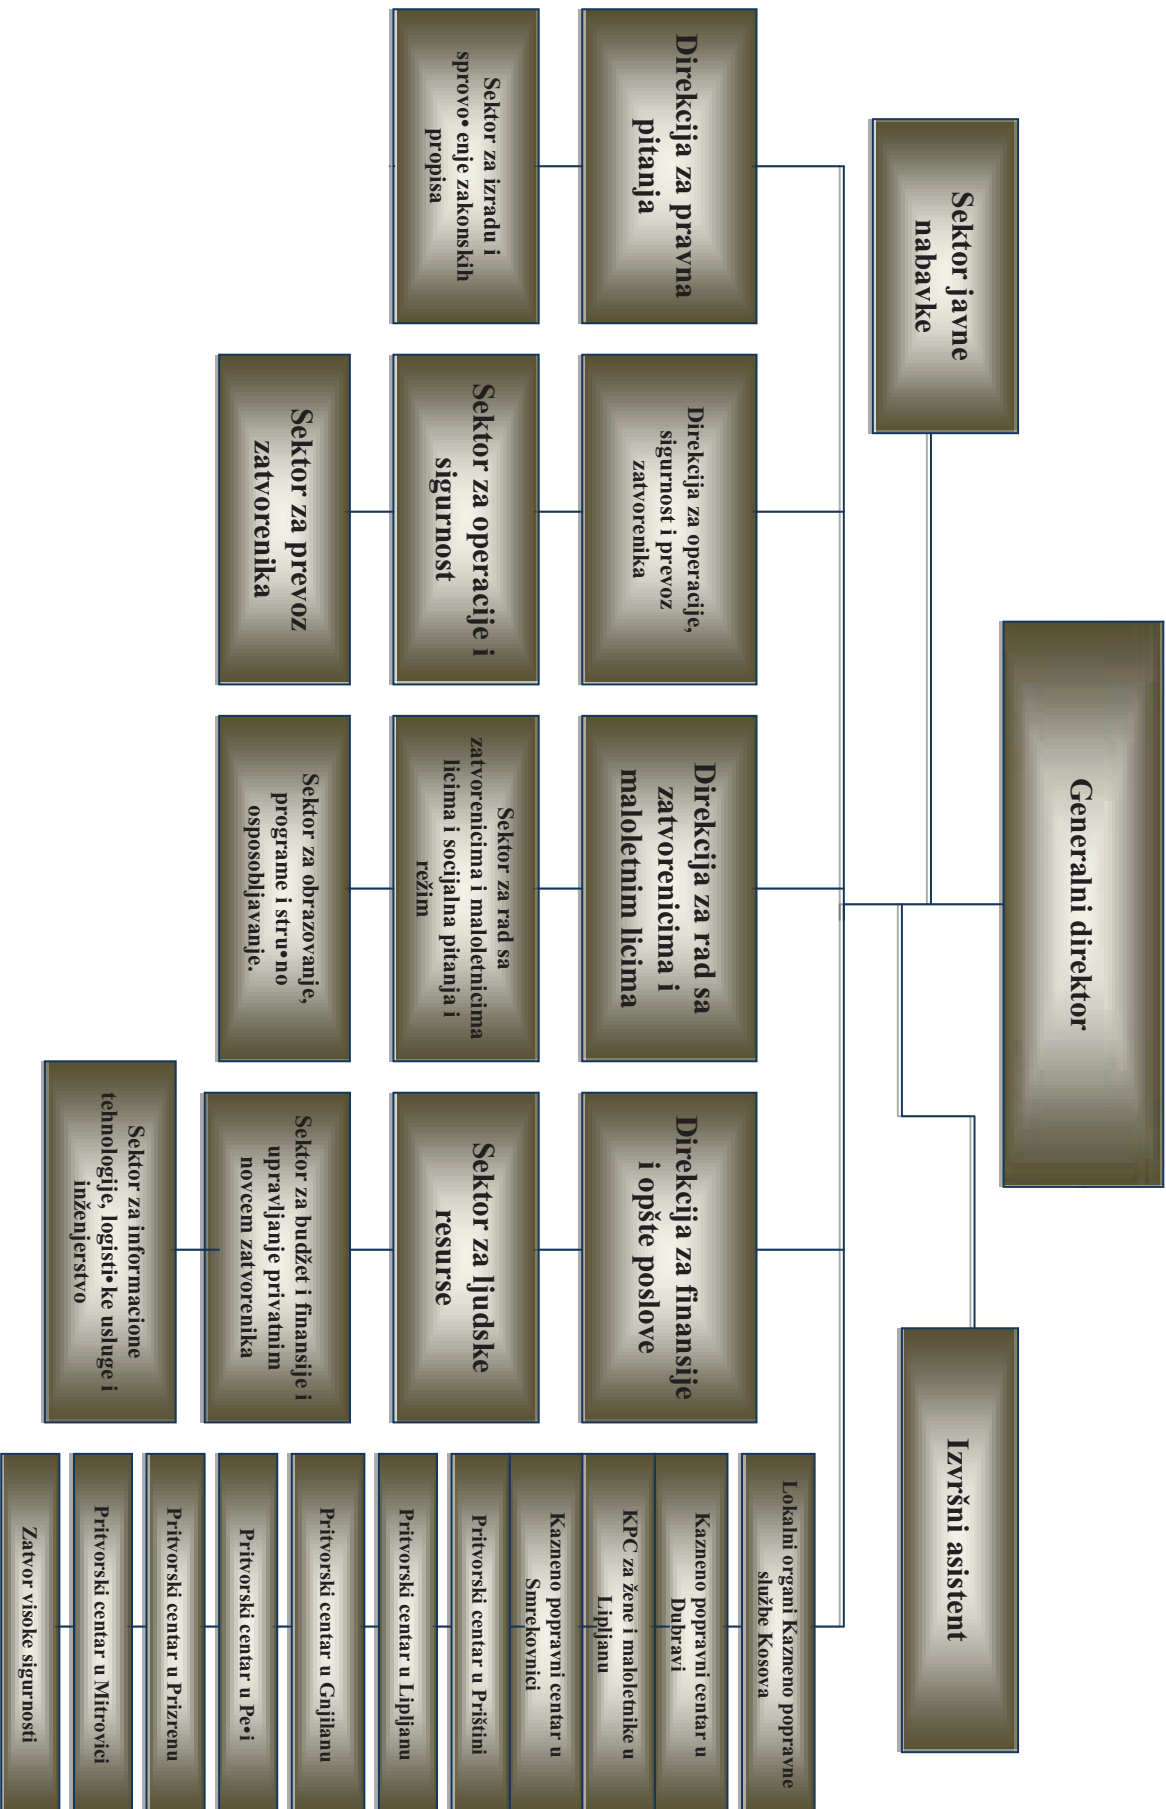 Generalni direktor
Sektor javne
nabavke
Izvršni asistent
Direkcija za pravna
pitanja
Direkcija za operacije,
sigurnost i prevoz
zatvorenika
Direkcija za rad sa
zatvorenicima i
maloletnim licima
Direkcija za finansije
i opšte poslove
Lokalni organi Kazneno popravne
službe Kosova
Sektor za izradu i
sprovo• enje zakonskih
propisa
Sektor za operacije i
sigurnost
Sektor za prevoz
zatvorenika
Sektor za rad sa
zatvorenicima i maloletnicima
licima i socijalna pitanja i
režim
Sektor za obrazovanje,
programe i stru•no
osposobljavanje.
Sektor za ljudske
resurse
Sektor za budžet i finansije i
upravljanje privatnim
novcem zatvorenika
Sektor za informacione
tehnologije, logisti•ke usluge i
inženjerstvo
Kazneno popravni centar u
Dubravi
KPC za žene i maloletnike u
Lipljanu
Kazneno popravni centar u
Smrekovnici
Pritvorski centar u Prištini
Pritvorski centar u Lipljanu
Pritvorski centar u Gnjilanu
Pritvorski centar u Pe•i
Pritvorski centar u Prizrenu
Pritvorski centar u Mitrovici
Zatvor visoke sigurnosti